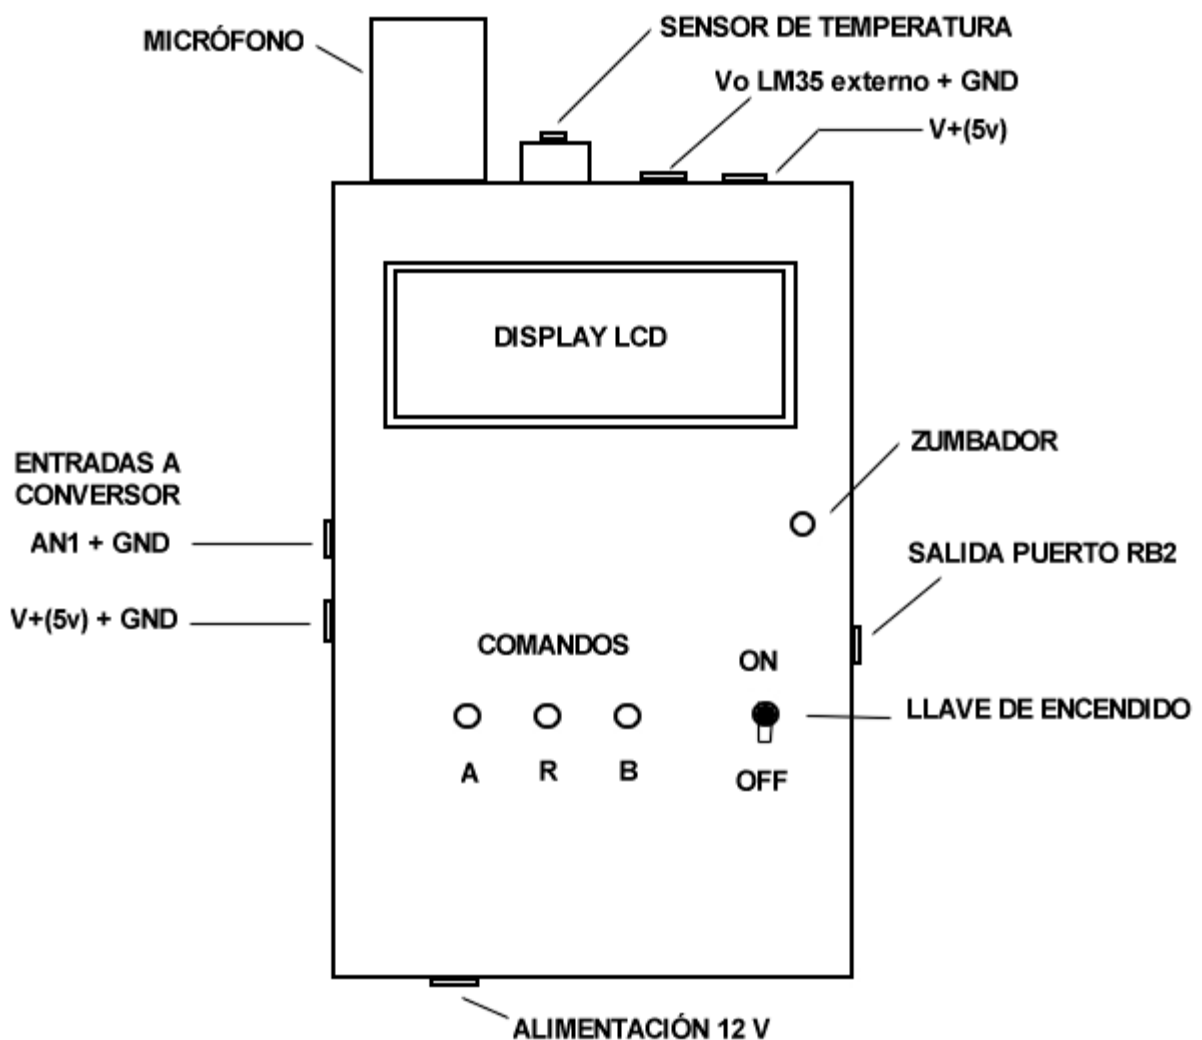 MICRÓFONO
SENSOR DE TEMPERATURA
Vo LM35 externo + GND
V+(5v)
DISPLAY LCD
ZUMBADOR
ENTRADAS A
CONVERSOR
AN1 + GND
SALIDA PUERTO RB2
V+(5v) + GND
COMANDOS
ON
LLAVE DE ENCENDIDO
A R B
OFF
ALIMENTACIÓN 12 V